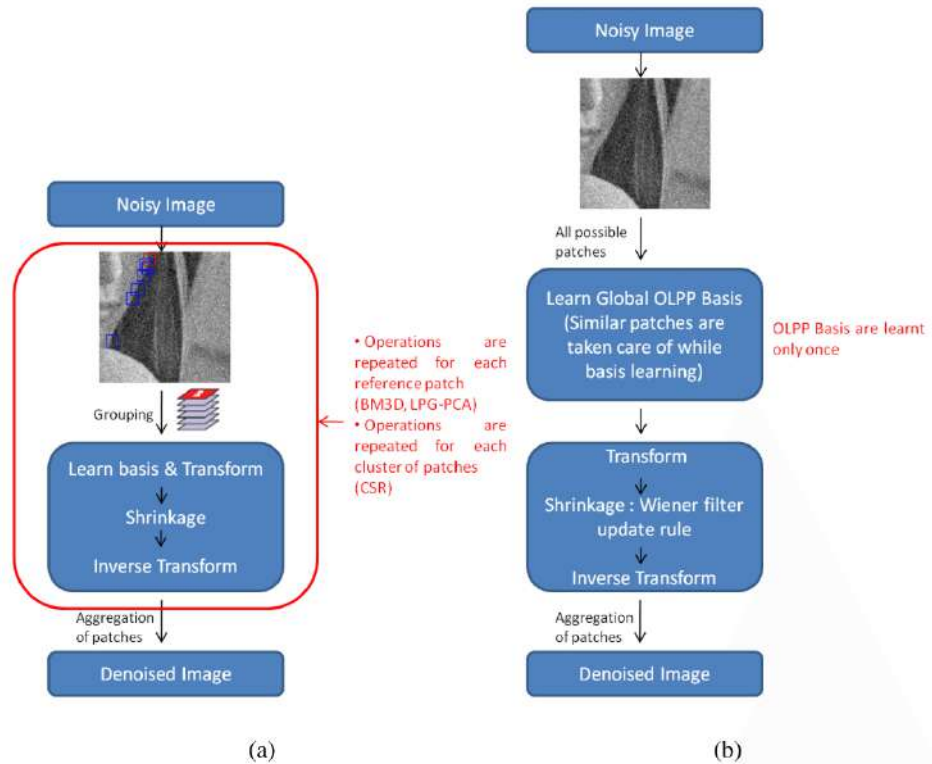 Noisy Image
Grouping
Learn basis & Transform
Shrinkage
Inverse Transform
Aggregation
of patches
Denoised Image
• Operations are
repeated for each
reference patch
(BM3D, LPG-PCA)
• Operations are
repeated for each
cluster of patches
(CSR)
(a)
Noisy Image
All possible
patches
Learn Global OLPP Basis
(Similar patches are
taken care of while
basis learning)
OLPP Basis are learnt
only once
Transform
Shrinkage : Wiener filter
update rule
Inverse Transform
Aggregation
of patches
Denoised Image
(b)